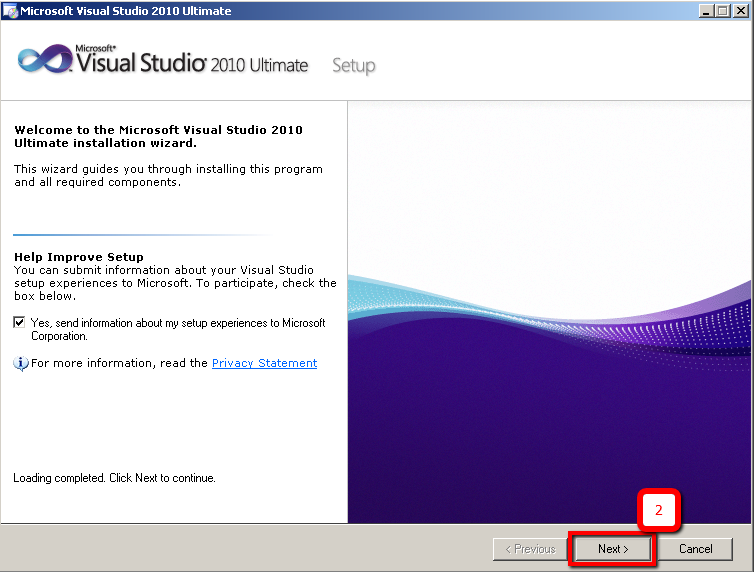 Microsoft Visual Studio 2010 Ultimate
Microsoft®
Visual Studio® 2010 Ultimate Setup
Welcome to the Microsoft Visual Studio 2010
Ultimate installation wizard.
This wizard guides you through installing this program
and all required components.
Help Improve Setup
You can submit information about your Visual Studio
setup experiences to Microsoft. To participate, check the
box below.
Yes, send information about my setup experiences to Microsoft
Corporation.
For more information, read the Privacy Statement
Loading completed. Click Next to continue.
2
< Previous Next > Cancel